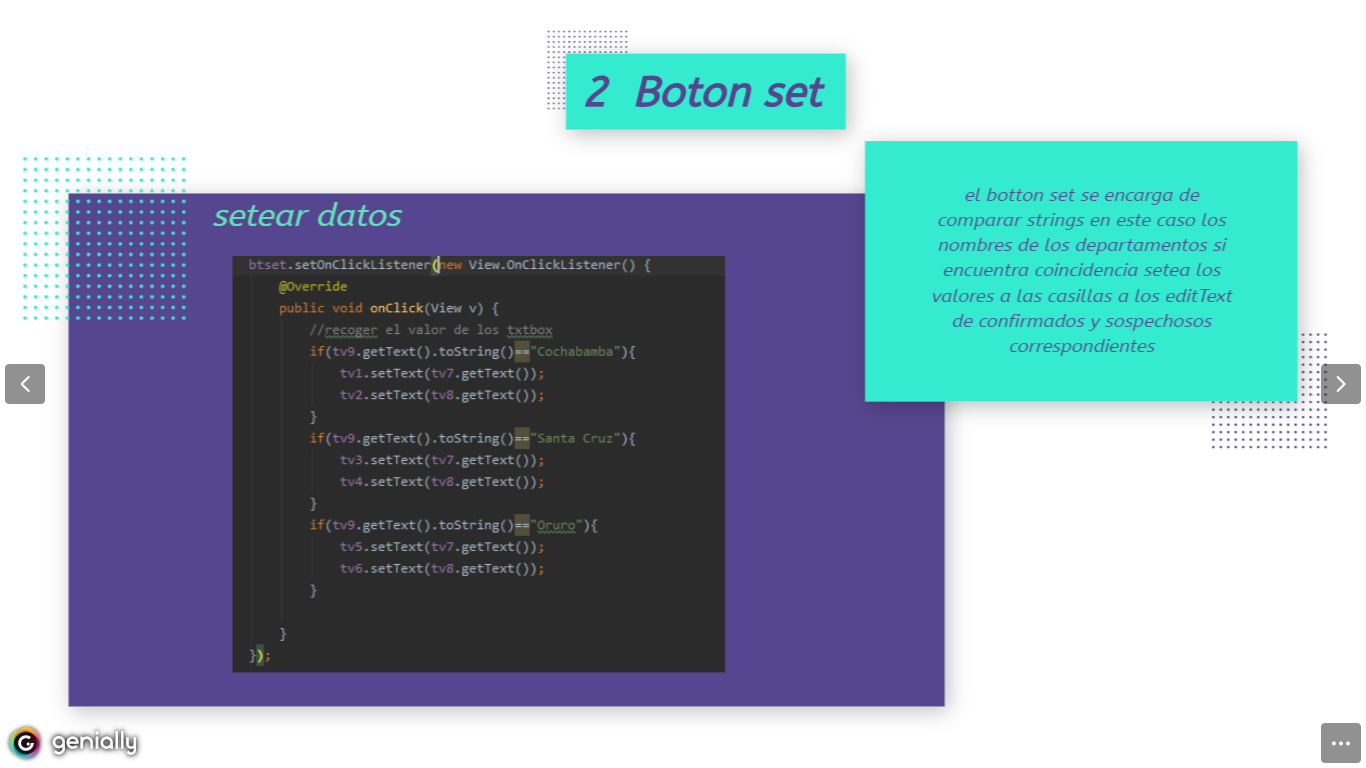 2 Boton set
setear datos
btset.setOnClickListener(new View.OnClickListener() {
@Override
public void onClick(View v) {
//recoger el valor de los txtbox
if(tv9.getText().toString()=="Cochabamba"){
tv1.setText(tv7.getText());
tv2.setText(tv8.getText());
}
if(tv9.getText().toString()=="Santa Cruz"){
tv3.setText(tv7.getText());
tv4.setText(tv8.getText());
}
if(tv9.getText().toString()=="Oruro"){
tv5.setText(tv7.getText());
tv6.setText(tv8.getText());
}
}
});
el botton set se encarga de
comparar strings en este caso los
nombres de los departamentos si
encuentra coincidencia setea los
valores a las casillas a los editText
de confirmados y sospechosos
correspondientes
genially